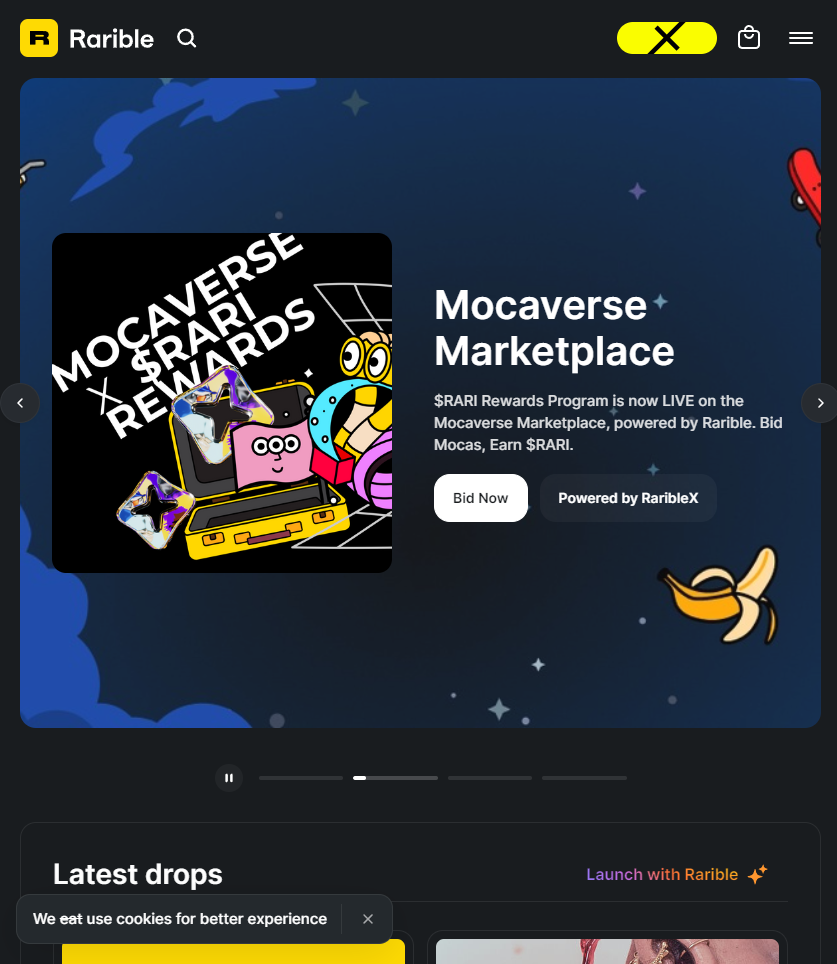 Rarible
MOCAVERSE
X $RARI
REWARDS
Mocaverse
Marketplace
$RARI Rewards Program is now LIVE on the
Mocaverse Marketplace, powered by Rarible. Bid
Mocas, Earn $RARI.
Bid Now
Powered by RaribleX
Latest drops
Launch with Rarible
We eat use cookies for better experience